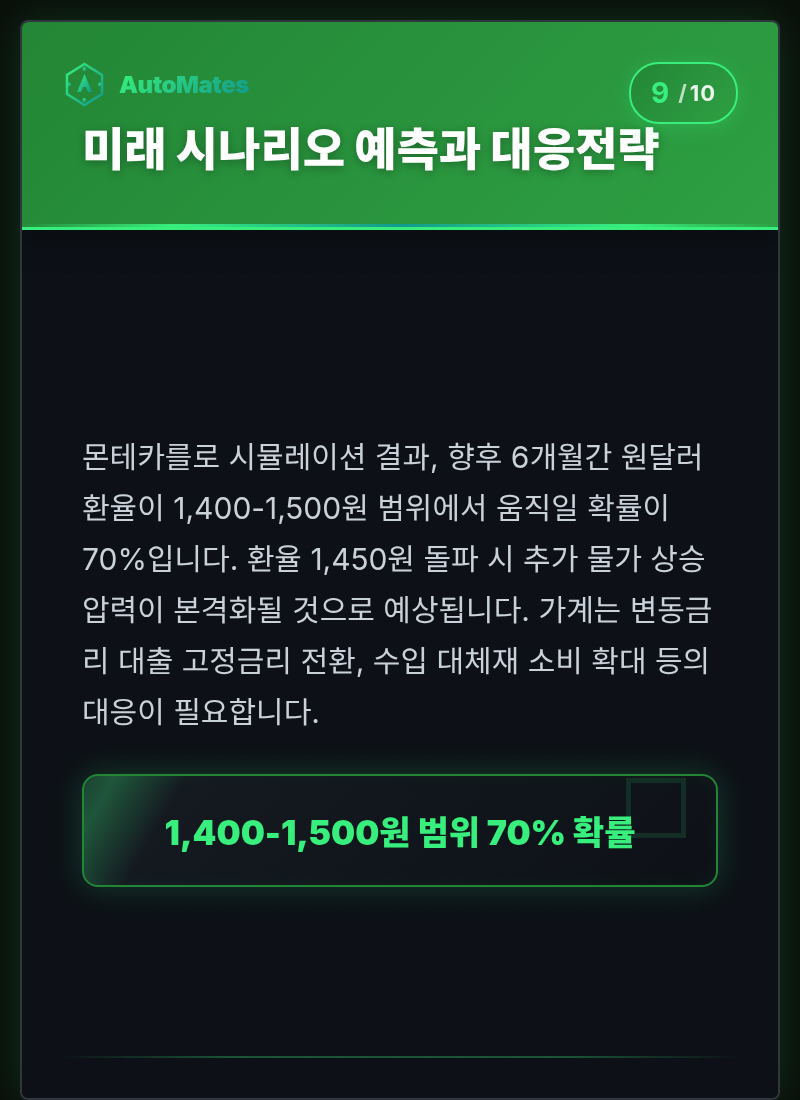 AutoMates
9 /10
미래 시나리오 예측과 대응전략
몬테카를로 시뮬레이션 결과, 향후 6개월간 원달러
환율이 1,400-1,500원 범위에서 움직일 확률이
70%입니다. 환율 1,450원 돌파 시 추가 물가 상승
압력이 본격화될 것으로 예상됩니다. 가계는 변동금
리 대출 고정금리 전환, 수입 대체재 소비 확대 등의
대응이 필요합니다.
1,400-1,500원 범위 70% 확률